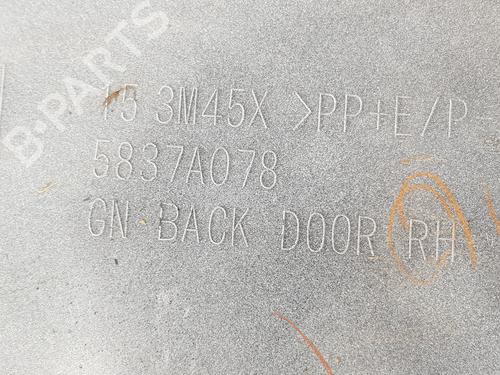 B-PARTS
15 3M45X >PP+E/P-
5837A078
GN BACK DOOR RH